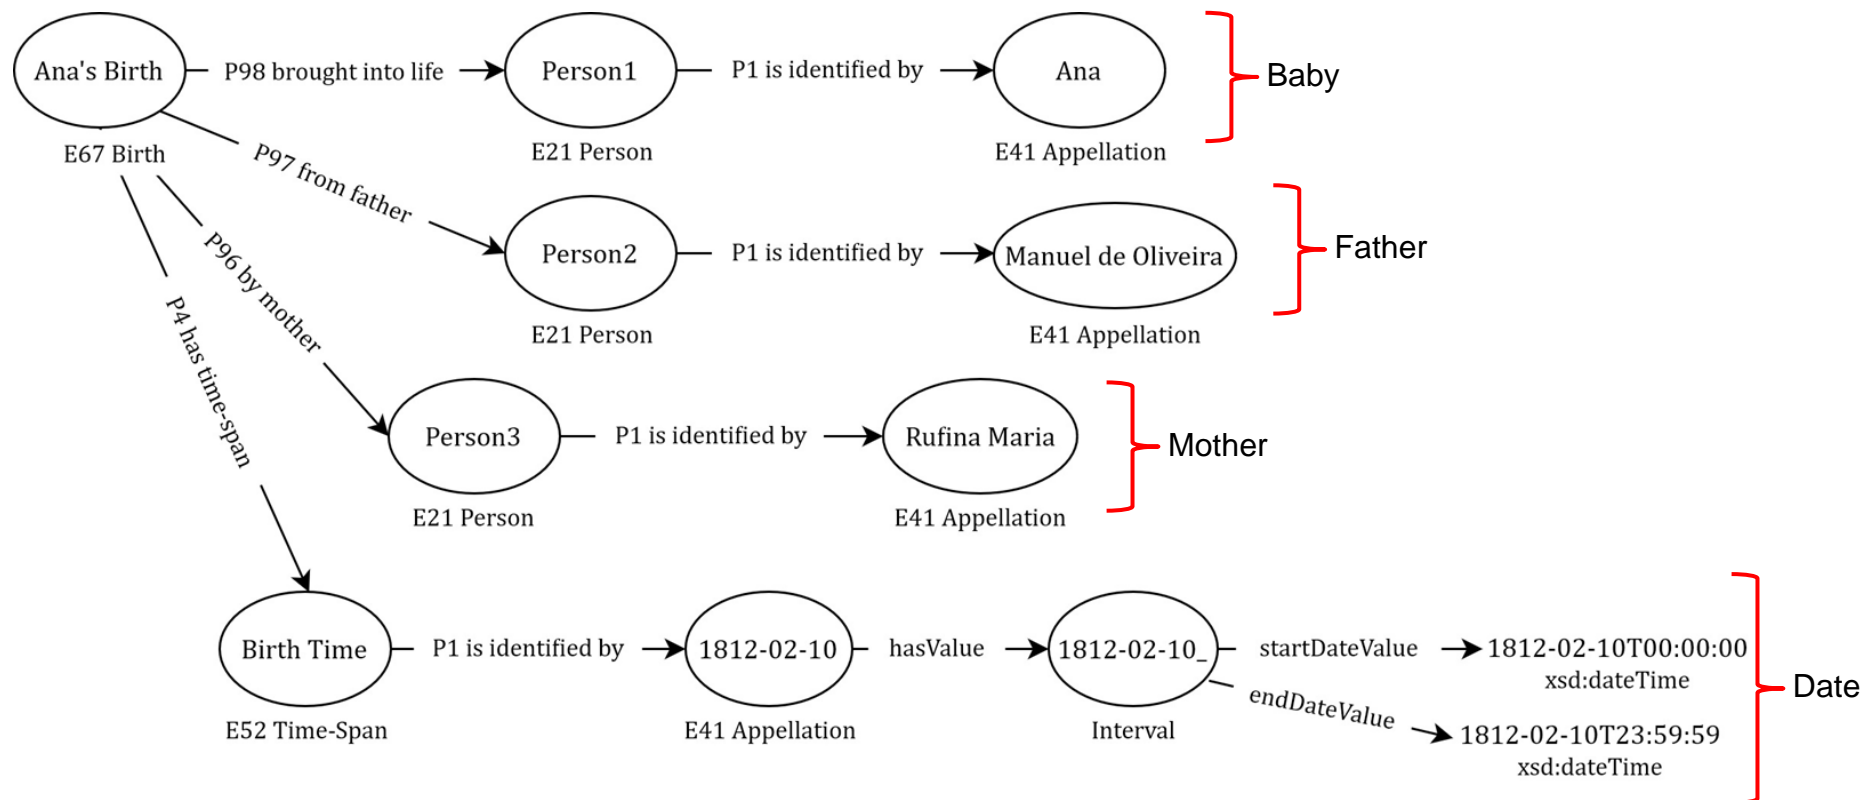 Ana's Birth
P98 brought into life
Person1
P1 is identified by
Ana
Baby
E67 Birth
E21 Person
E41 Appellation
P97 from father
Person2
P1 is identified by
Manuel de Oliveira
Father
E21 Person
E41 Appellation
P96 by mother
Person3
P1 is identified by
Rufina Maria
Mother
E21 Person
E41 Appellation
P4 has time-span
Birth Time
P1 is identified by
1812-02-10
hasValue
1812-02-10_
startDateValue
1812-02-10T00:00:00
xsd:dateTime
Date
E52 Time-Span
E41 Appellation
Interval
endDateValue
1812-02-10T23:59:59
xsd:dateTime